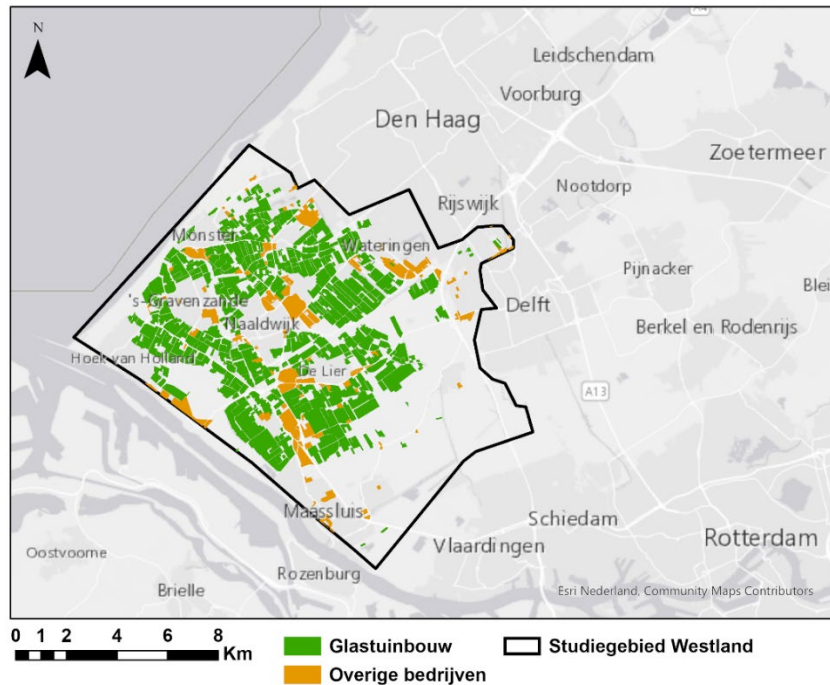 N
Leidschendam
Voorburg
Den Haag
Zoetermeer
Nootdorp
Rijswijk
Monster
Wateringen
Pijnacker
Blei
's-Gravenzande
Delft
Naaldwijk
Berkel en Rodenrijs
Hoek van Holland
De Lier
A13
Maassluis
Schiedam
Vlaardingen
Rotterdam
Oostvoorne
Rozenburg
Brielle
Esri Nederland, Community Maps Contributors
0 1 2 4 6 8
Km
Glastuinbouw
Studiegebied Westland
Overige bedrijven